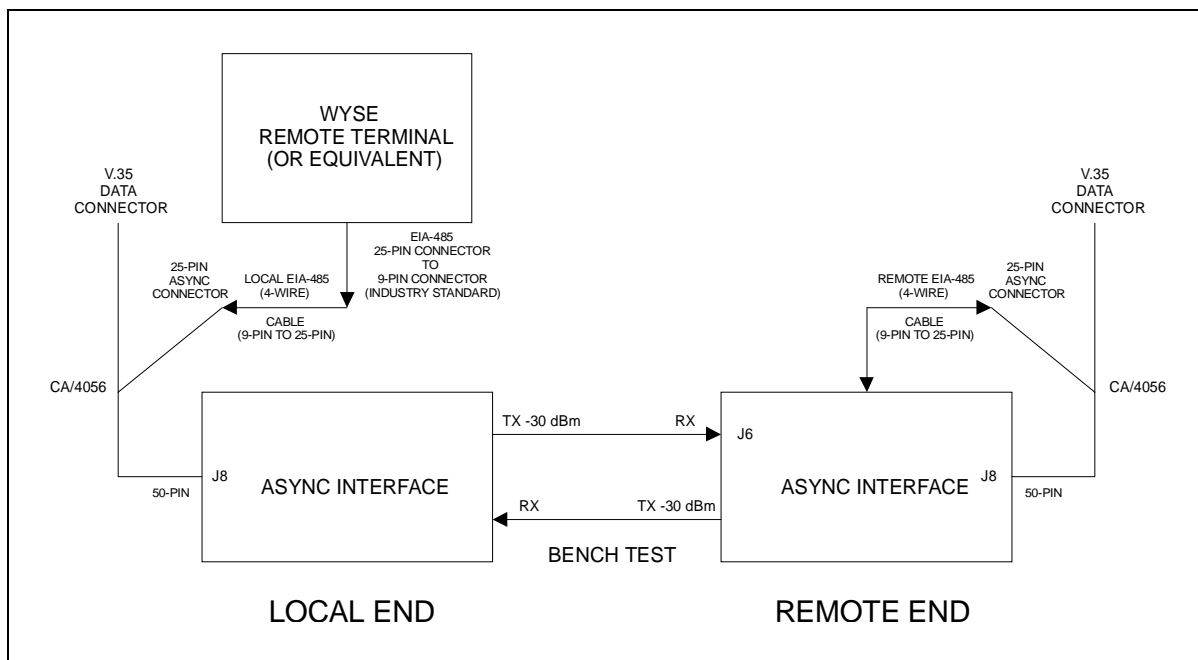 WYSE
REMOTE TERMINAL
(OR EQUIVALENT)
V.35
DATA
CONNECTOR
EIA-485
25-PIN CONNECTOR
TO
9-PIN CONNECTOR
(INDUSTRY STANDARD)
25-PIN
ASYNC
CONNECTOR
LOCAL EIA-485
(4-WIRE)
CABLE
(9-PIN TO 25-PIN)
CA/4056
J8
50-PIN
ASYNC INTERFACE
TX -30 dBm
RX
RX
TX -30 dBm
BENCH TEST
V.35
DATA
CONNECTOR
REMOTE EIA-485
(4-WIRE)
CABLE
(9-PIN TO 25-PIN)
25-PIN
ASYNC
CONNECTOR
CA/4056
J6
ASYNC INTERFACE
J8
50-PIN
LOCAL END
REMOTE END